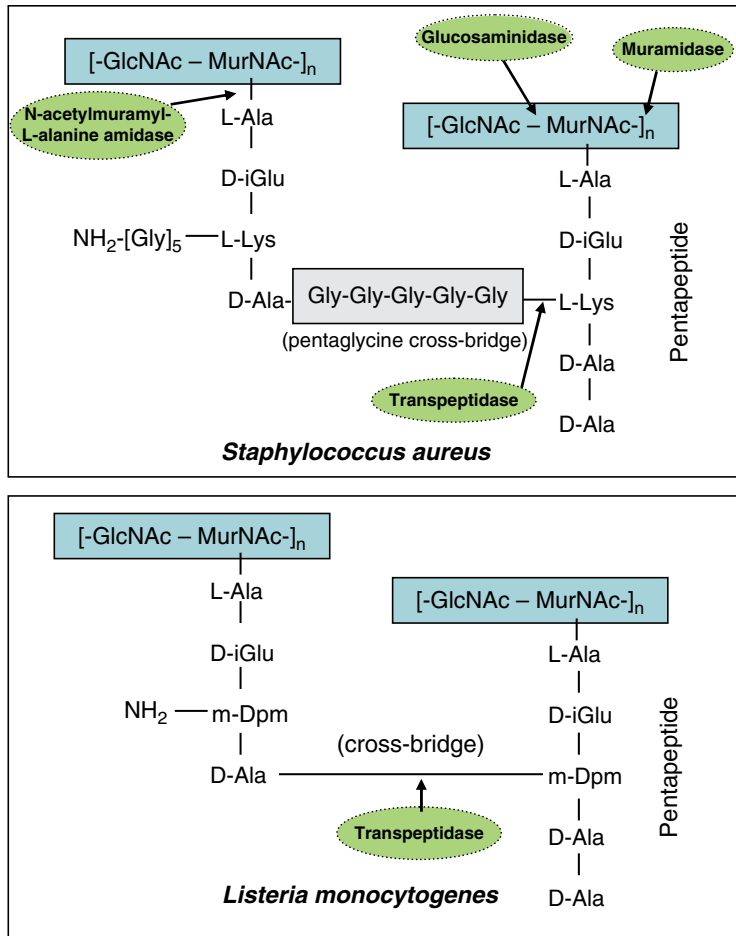 [-GlcNAc – MurNAc-]n
N-acetylmuramyl-
L-alanine amidase
L-Ala
D-iGlu
NH2-[Gly]5
L-Lys
D-Ala-
Gly-Gly-Gly-Gly-Gly
(pentaglycine cross-bridge)
Glucosaminidase
Muramidase
[-GlcNAc – MurNAc-]n
L-Ala
D-iGlu
L-Lys
D-Ala
D-Ala
Pentapeptide
Transpeptidase
Staphylococcus aureus
[-GlcNAc – MurNAc-]n
L-Ala
D-iGlu
NH2
m-Dpm
D-Ala
(cross-bridge)
Transpeptidase
[-GlcNAc – MurNAc-]n
L-Ala
D-iGlu
m-Dpm
D-Ala
D-Ala
Pentapeptide
Listeria monocytogenes